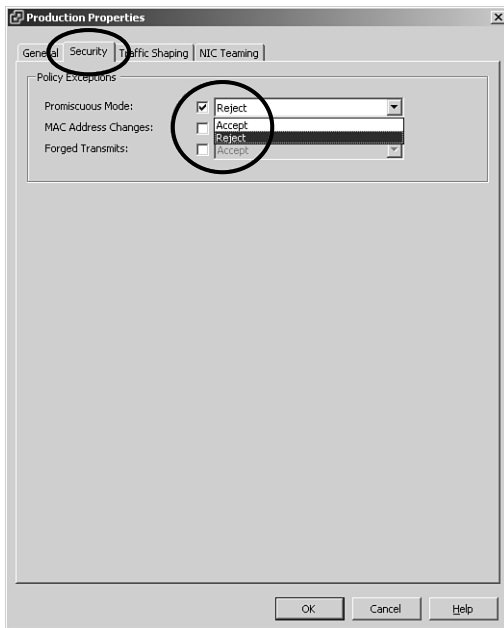 Production Properties
General Security Traffic Shaping NIC Teaming
Policy Exceptions
Promiscuous Mode: Reject
MAC Address Changes: Accept
Reject
Forged Transmits: Accept
OK Cancel Help